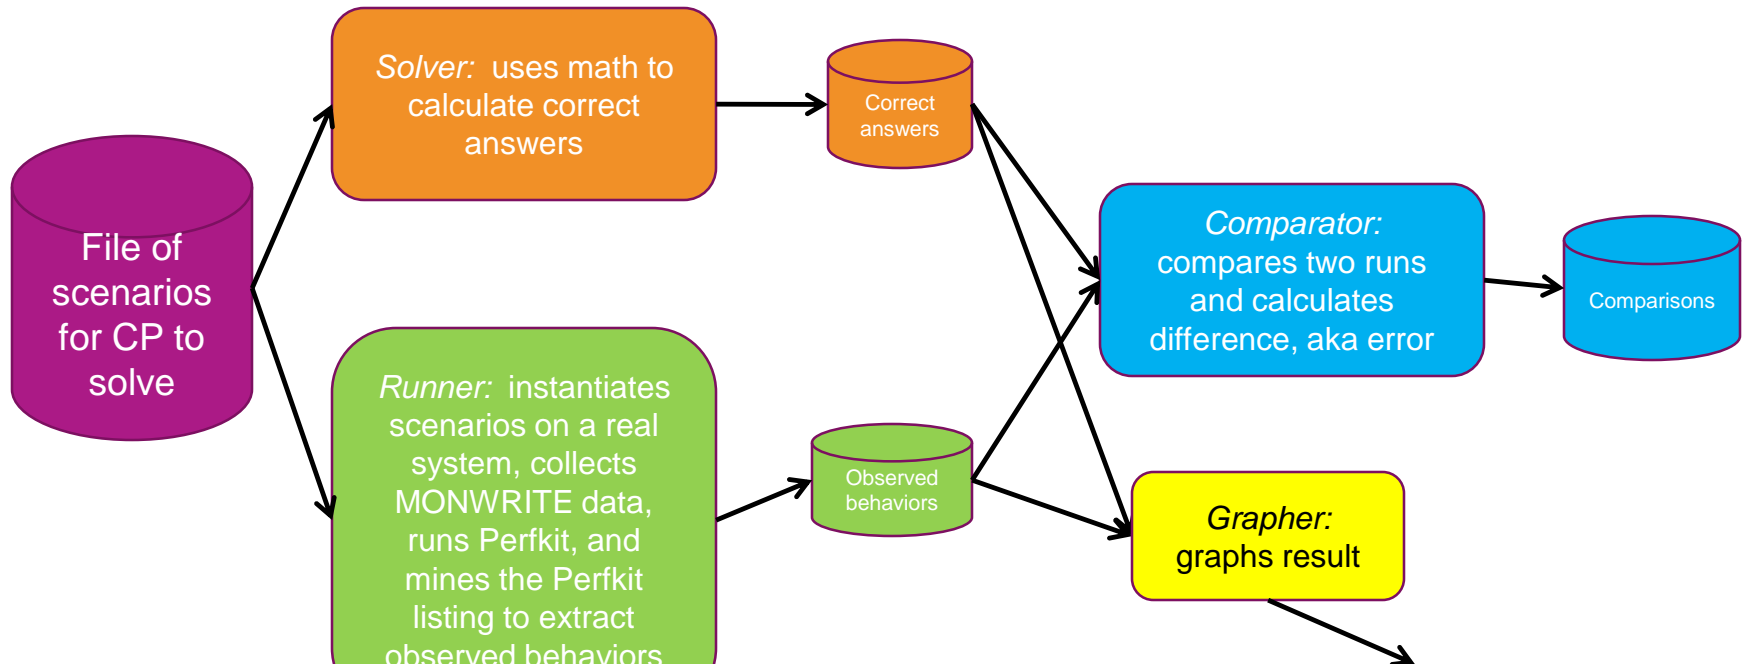 Solver: uses math to
calculate correct
answers
Correct
answers
File of
scenarios
for CP to
solve
Comparator:
compares two runs
and calculates
difference, aka error
Comparisons
Runner: instantiates
scenarios on a real
system, collects
MONWRITE data,
runs Perfkit, and
mines the Perfkit
listing to extract
observed behaviors
Observed
behaviors
Grapher:
graphs result